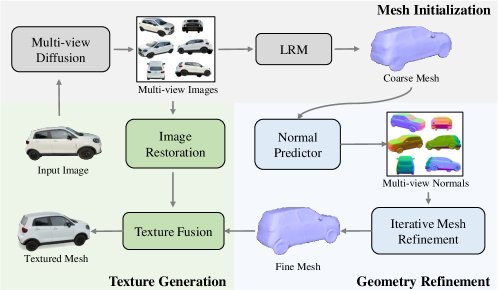 Mesh Initialization
Multi-view
Diffusion
Multi-view Images
LRM
Coarse Mesh
Input Image
Image
Restoration
Normal
Predictor
Multi-view Normals
Textured Mesh
Texture Fusion
Fine Mesh
Iterative Mesh
Refinement
Texture Generation
Geometry Refinement